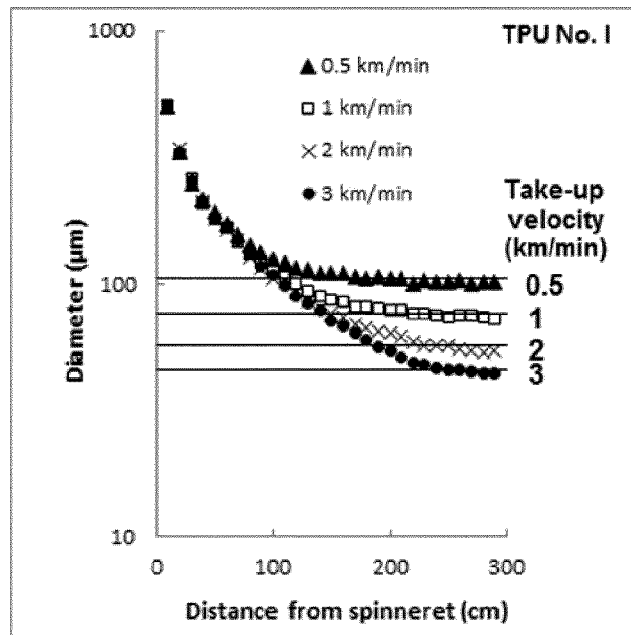 TPU No. I
1000
0.5 km/min
1 km/min
2 km/min
3 km/min
Take-up
velocity
(km/min)
0.5
1
2
3
100
10
Diameter (μm)
0
100
200
300
Distance from spinneret (cm)